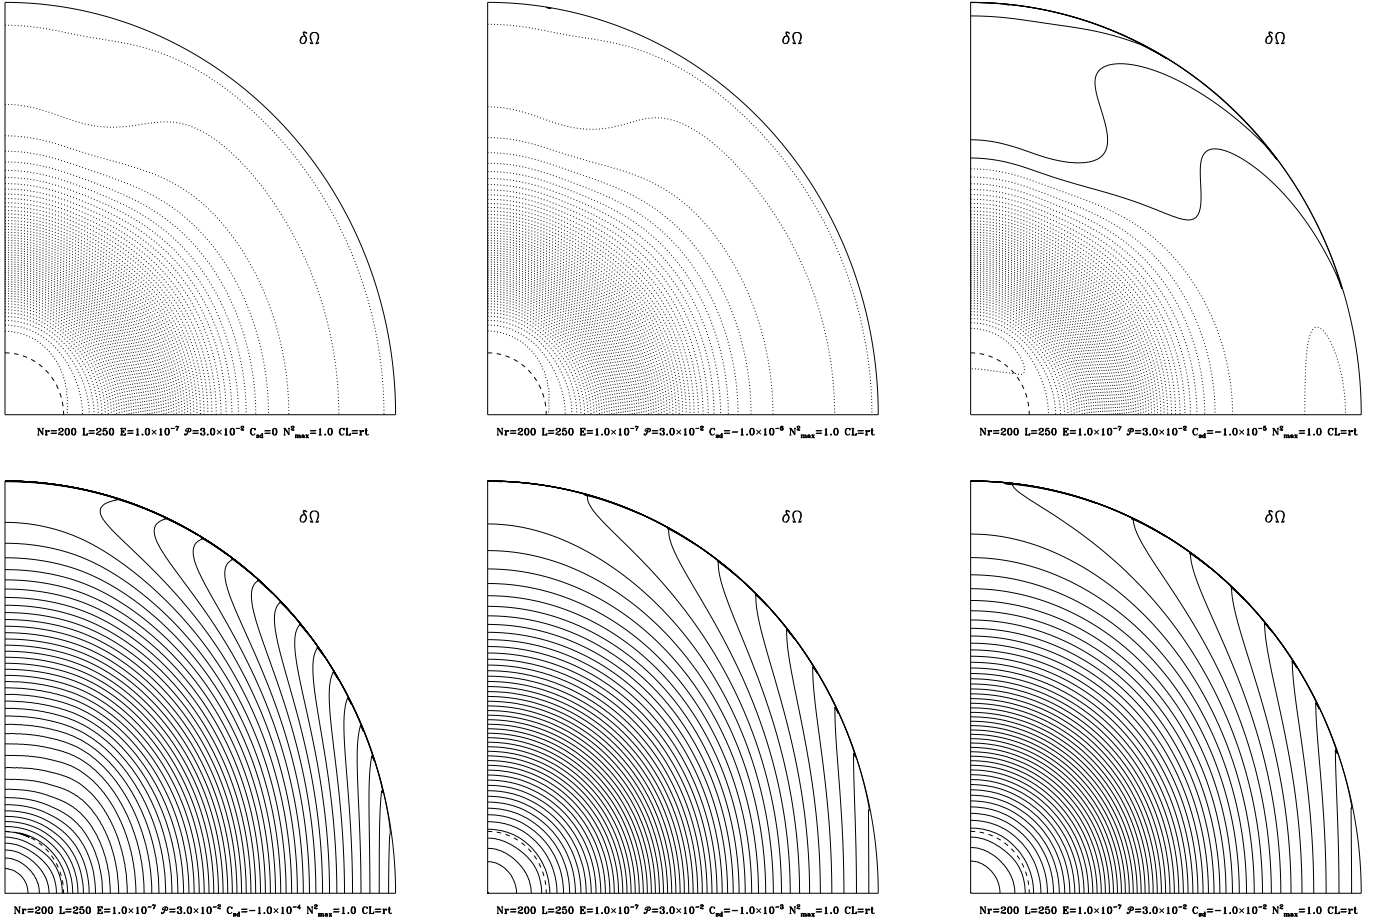 δΩ
δΩ
δΩ
Nr=200 L=250 E=1.0×10⁻⁷ 𝒫=3.0×10⁻² C_sd=0 N²_max=1.0 CL=rt
Nr=200 L=250 E=1.0×10⁻⁷ 𝒫=3.0×10⁻² C_sd=−1.0×10⁻⁶ N²_max=1.0 CL=rt
Nr=200 L=250 E=1.0×10⁻⁷ 𝒫=3.0×10⁻² C_sd=−1.0×10⁻⁵ N²_max=1.0 CL=rt
δΩ
δΩ
δΩ
Nr=200 L=250 E=1.0×10⁻⁷ 𝒫=3.0×10⁻² C_sd=−1.0×10⁻⁴ N²_max=1.0 CL=rt
Nr=200 L=250 E=1.0×10⁻⁷ 𝒫=3.0×10⁻² C_sd=−1.0×10⁻³ N²_max=1.0 CL=rt
Nr=200 L=250 E=1.0×10⁻⁷ 𝒫=3.0×10⁻² C_sd=−1.0×10⁻² N²_max=1.0 CL=rt